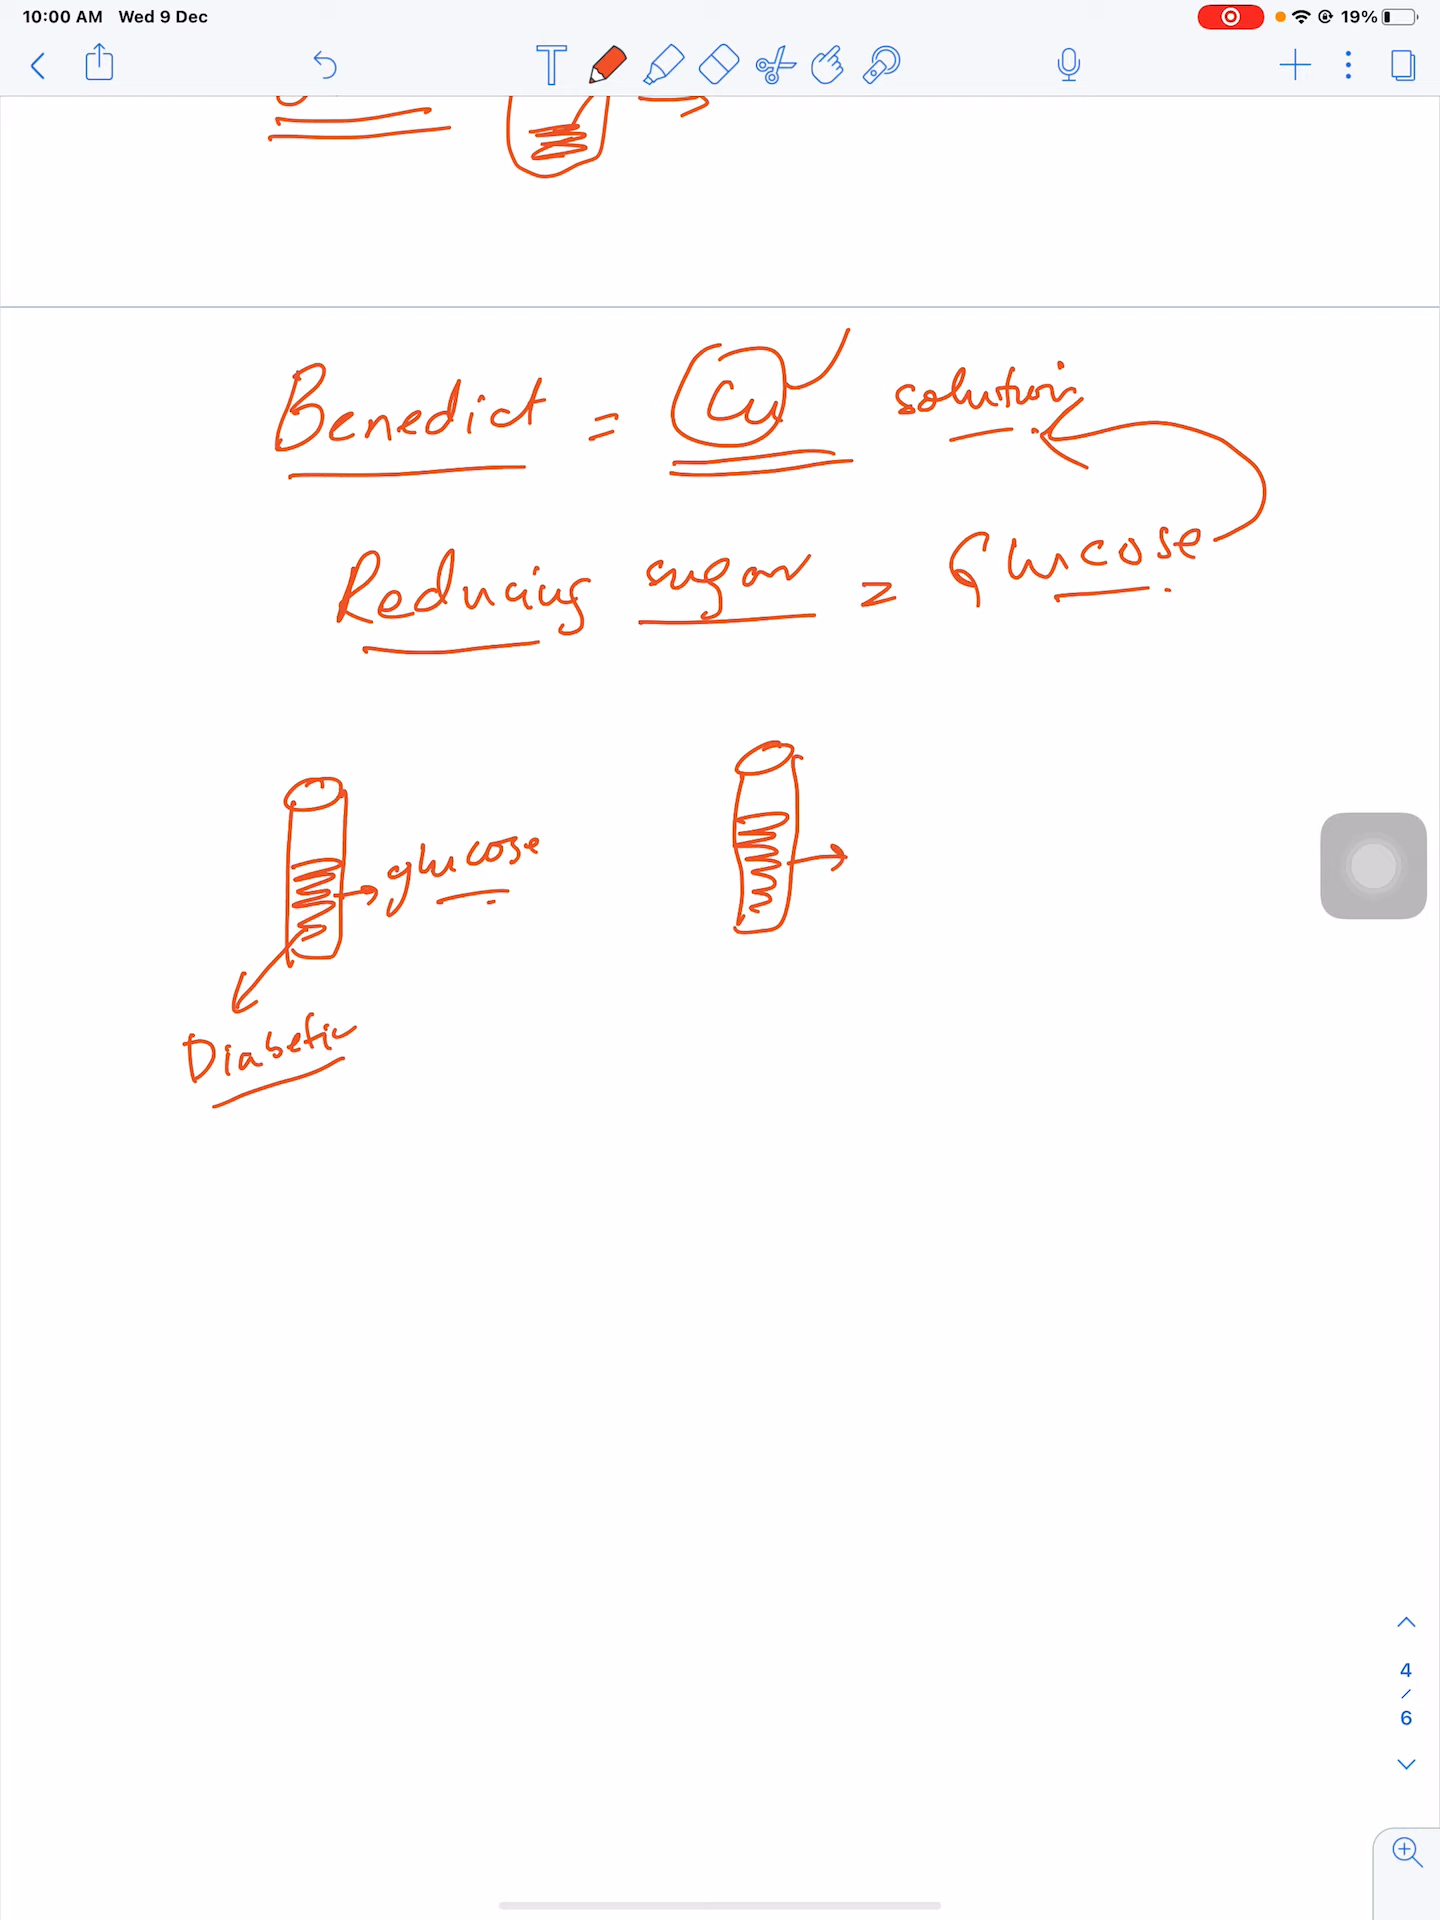 10:00 AM Wed 9 Dec 19%
T
Benedict = Cu solution
Reducing sugar = Glucose
glucose
Diabetic
4
/
6